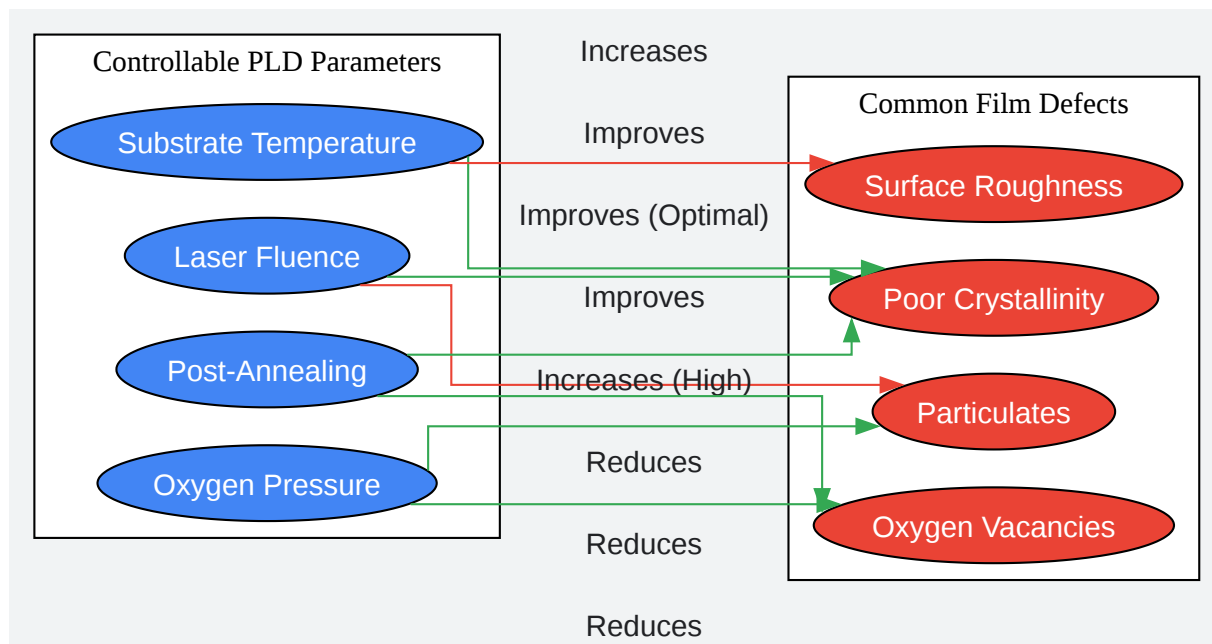 Controllable PLD Parameters
Substrate Temperature
Laser Fluence
Post-Annealing
Oxygen Pressure
Increases
Improves
Improves (Optimal)
Improves
Increases (High)
Reduces
Reduces
Reduces
Common Film Defects
Surface Roughness
Poor Crystallinity
Particulates
Oxygen Vacancies